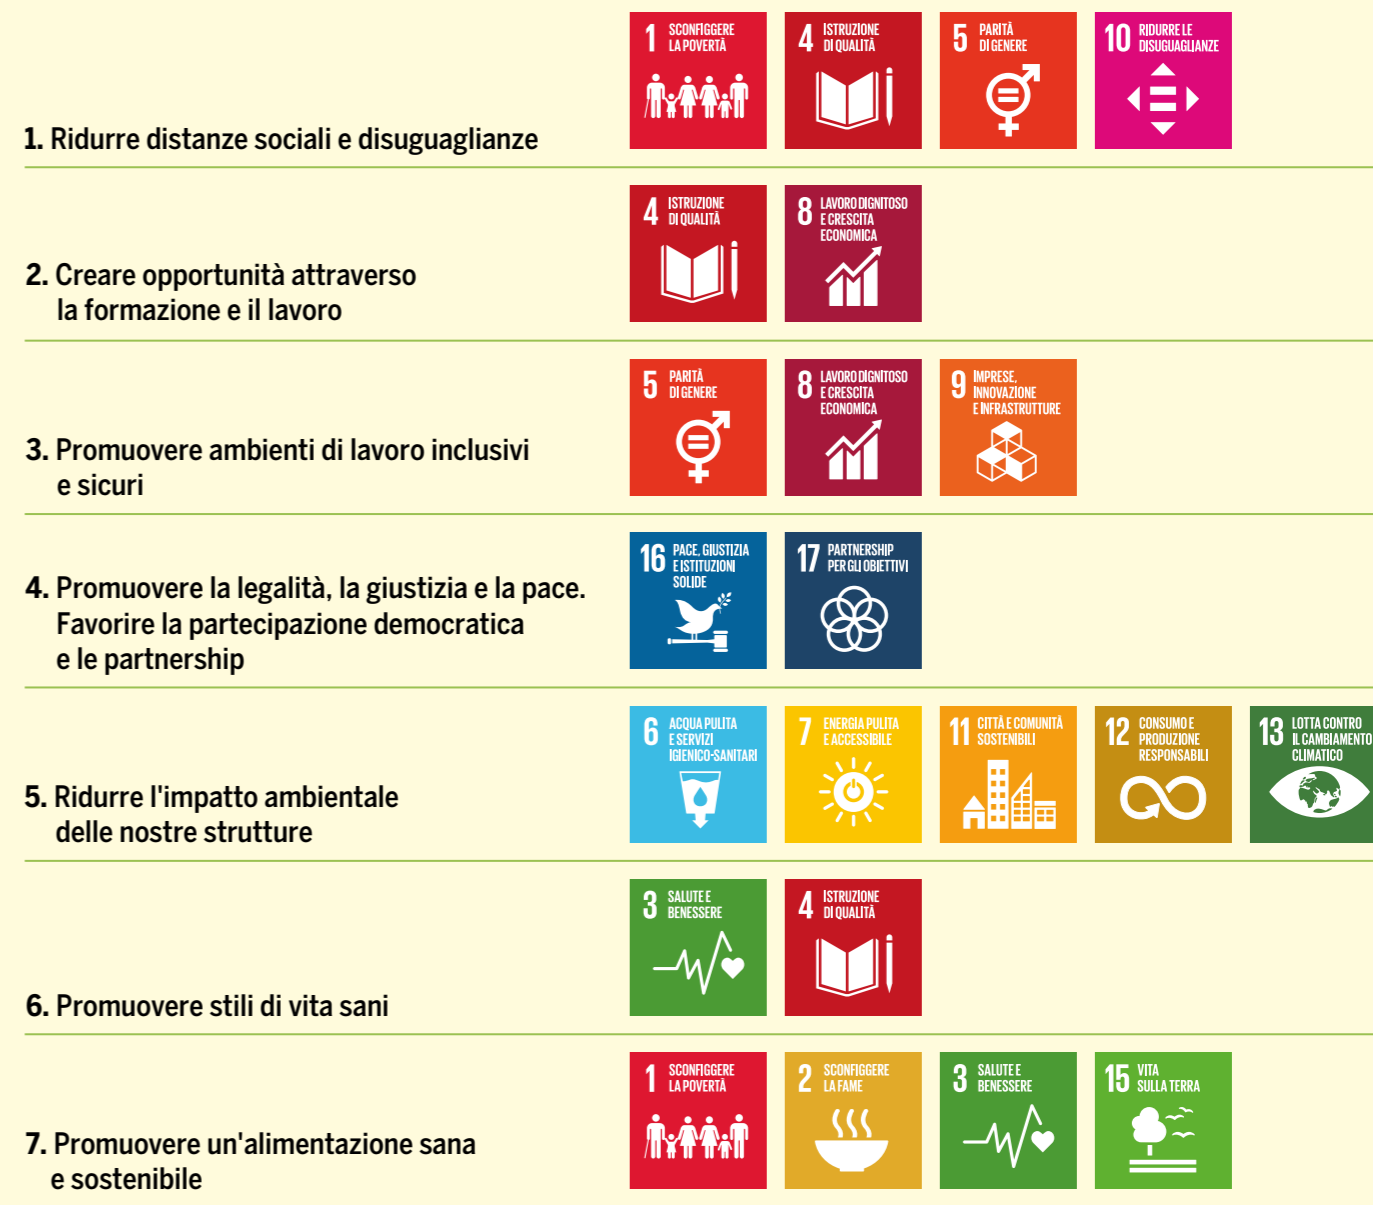 1 SCONFIGGERE
LA POVERTÀ
4 ISTRUZIONE
DI QUALITÀ
5 PARITÀ
DI GENERE
10 RIDURRE LE
DISUGUAGLIANZE
1. Ridurre distanze sociali e disuguaglianze
4 ISTRUZIONE
DI QUALITÀ
8 LAVORO DIGNITOSO
E CRESCITA
ECONOMICA
2. Creare opportunità attraverso
la formazione e il lavoro
5 PARITÀ
DI GENERE
8 LAVORO DIGNITOSO
E CRESCITA
ECONOMICA
9 IMPRESE,
INNOVAZIONE
E INFRASTRUTTURE
3. Promuovere ambienti di lavoro inclusivi
e sicuri
16 PACE, GIUSTIZIA
E ISTITUZIONI
SOLIDE
17 PARTNERSHIP
PER GLI OBIETTIVI
4. Promuovere la legalità, la giustizia e la pace.
Favorire la partecipazione democratica
e le partnership
6 ACQUA PULITA
E SERVIZI
IGIENICO-SANITARI
7 ENERGIA PULITA
E ACCESSIBILE
11 CITTÀ E COMUNITÀ
SOSTENIBILI
12 CONSUMO E
PRODUZIONE
RESPONSABILI
13 LOTTA CONTRO
IL CAMBIAMENTO
CLIMATICO
5. Ridurre l'impatto ambientale
delle nostre strutture
3 SALUTE E
BENESSERE
4 ISTRUZIONE
DI QUALITÀ
6. Promuovere stili di vita sani
1 SCONFIGGERE
LA POVERTÀ
2 SCONFIGGERE
LA FAME
3 SALUTE E
BENESSERE
15 VITA
SULLA TERRA
7. Promuovere un'alimentazione sana
e sostenibile